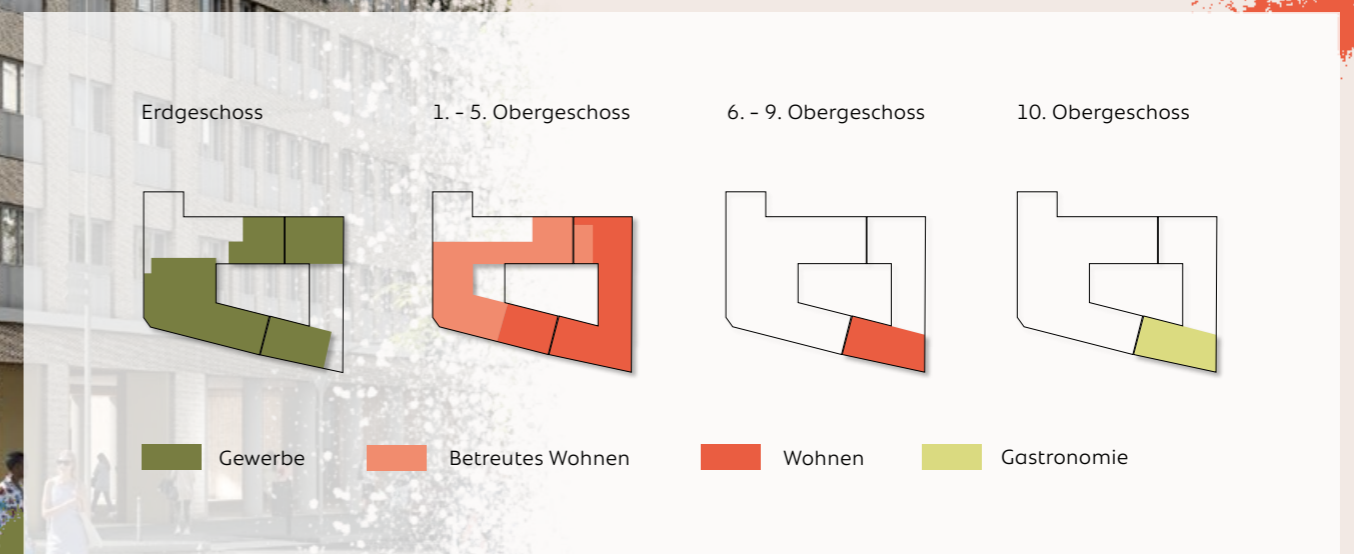 Erdgeschoss
1. - 5. Obergeschoss
6. - 9. Obergeschoss
10. Obergeschoss
Gewerbe
Betreutes Wohnen
Wohnen
Gastronomie